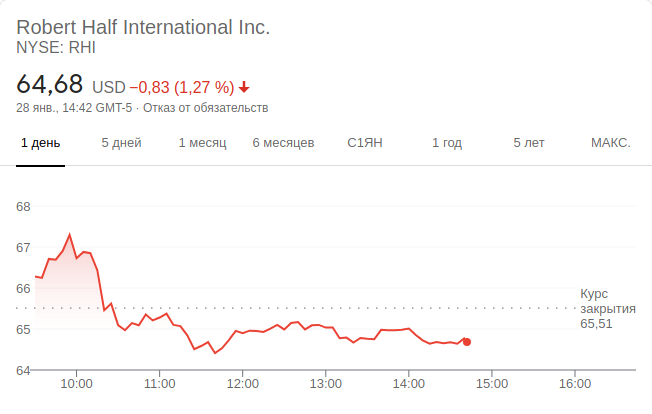 Robert Half International Inc.
NYSE: RHI
64,68 USD −0,83 (1,27 %)
28 янв., 14:42 GMT-5 · Отказ от обязательств
1 день 5 дней 1 месяц 6 месяцев С1ЯН 1 год 5 лет МАКС.
68
67
66
65
64
Курс
закрытия
65,51
10:00 11:00 12:00 13:00 14:00 15:00 16:00